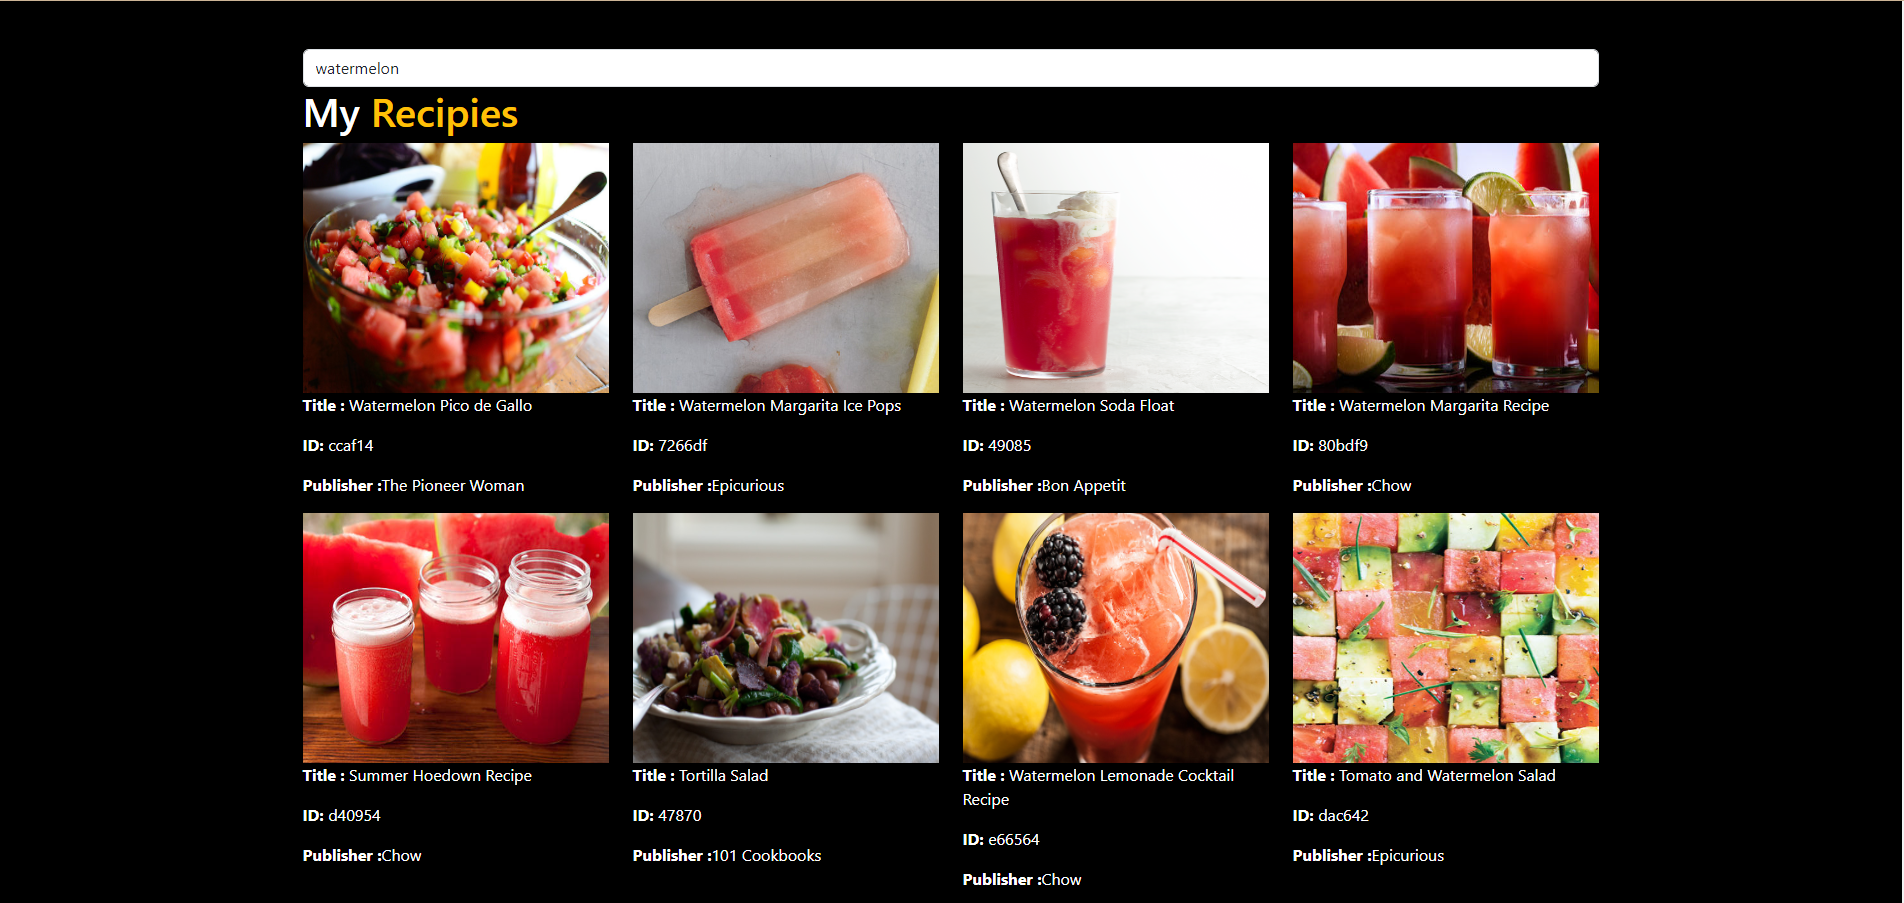 watermelon
My Recipies
Title : Watermelon Pico de Gallo
ID: ccaf14
Publisher :The Pioneer Woman
Title : Watermelon Margarita Ice Pops
ID: 7266df
Publisher :Epicurious
Title : Watermelon Soda Float
ID: 49085
Publisher :Bon Appetit
Title : Watermelon Margarita Recipe
ID: 80bdf9
Publisher :Chow
Title : Summer Hoedown Recipe
ID: d40954
Publisher :Chow
Title : Tortilla Salad
ID: 47870
Publisher :101 Cookbooks
Title : Watermelon Lemonade Cocktail
Recipe
ID: e66564
Publisher :Chow
Title : Tomato and Watermelon Salad
ID: dac642
Publisher :Epicurious